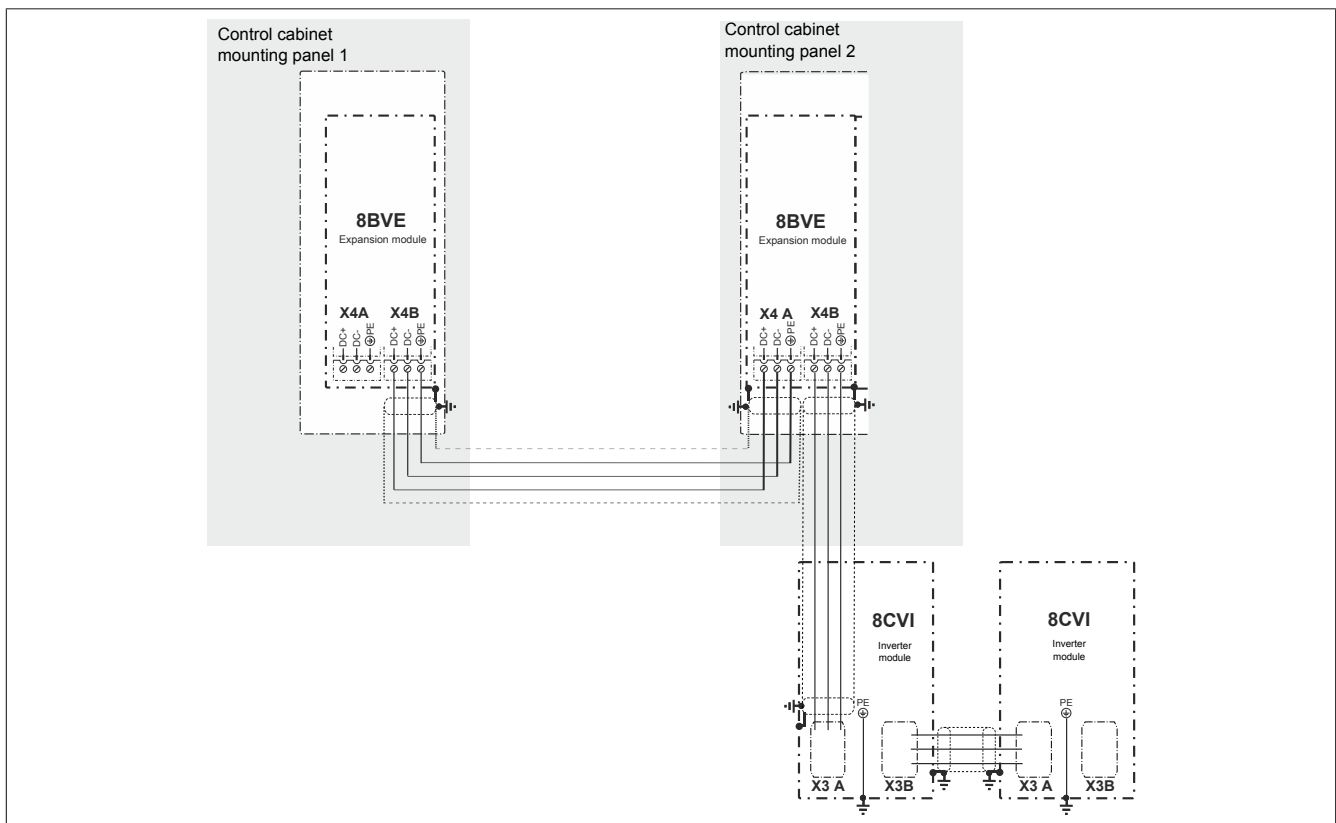 Control cabinet
mounting panel 1
Control cabinet
mounting panel 2
8BVE
Expansion module
X4A X4B
DC+ DC- PE DC+ DC- PE
8BVE
Expansion module
X4 A X4B
DC+ DC- PE DC+ DC- PE
8CVI
Inverter
module
PE
X3 A X3B
8CVI
Inverter
module
PE
X3 A X3B